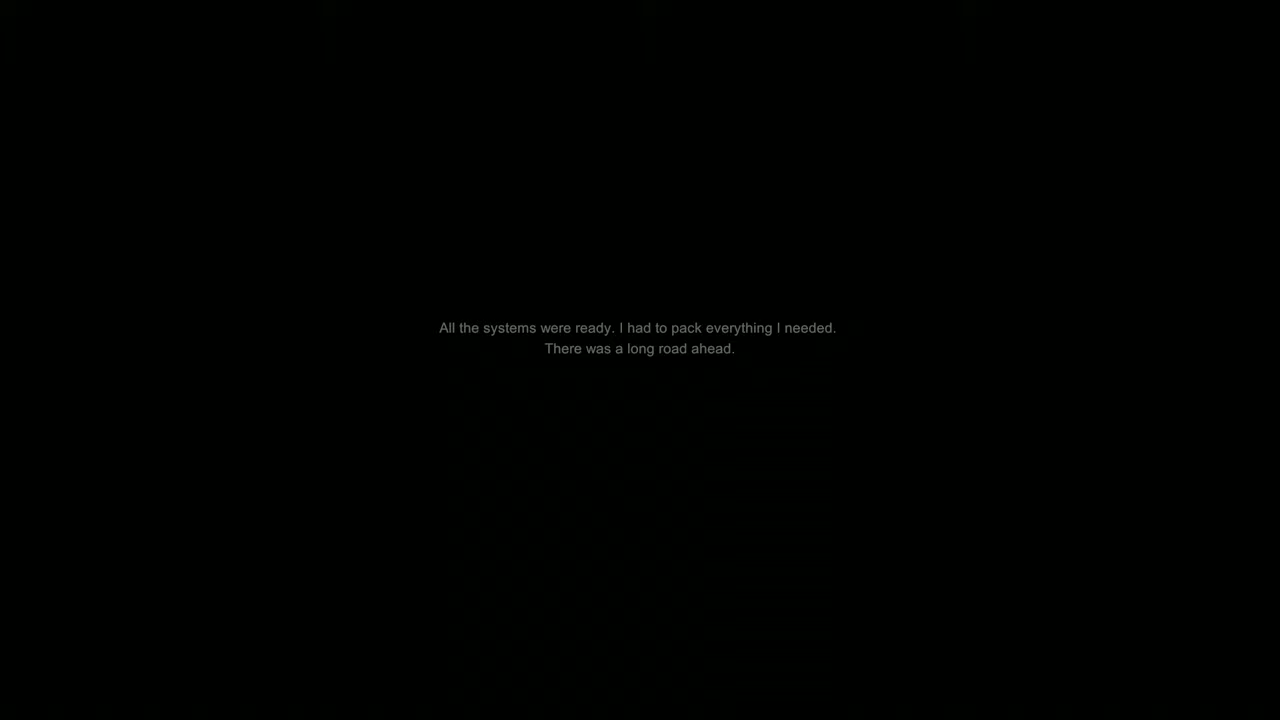 All the systems were ready. I had to pack everything I needed.
There was a long road ahead.